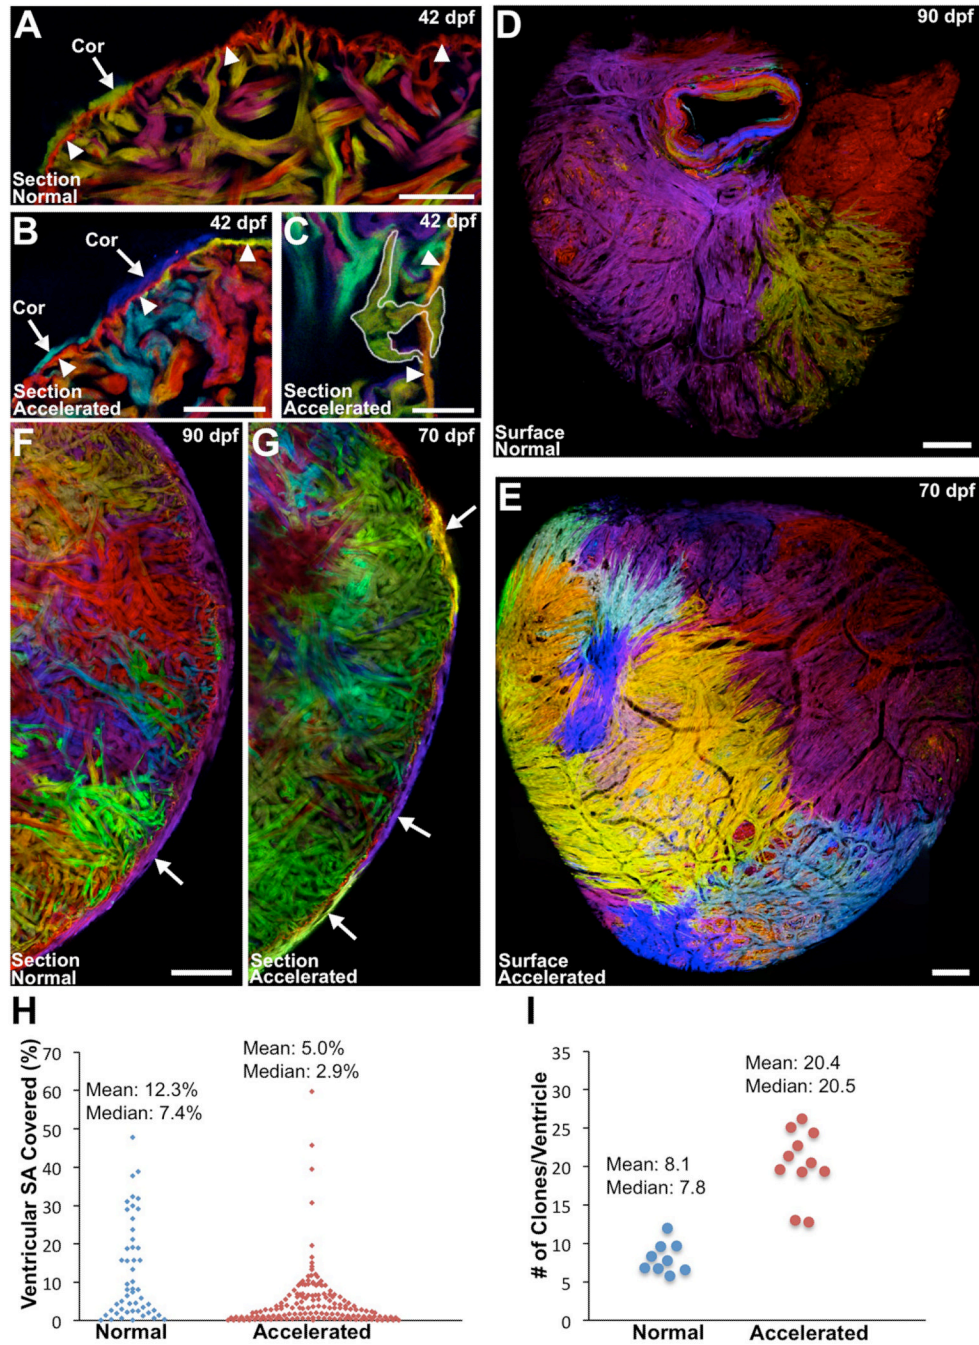 A
42 dpf
Cor
Section
Normal
B
42 dpf
Cor
Cor
Section
Accelerated
C
42 dpf
Section
Accelerated
D
90 dpf
Surface
Normal
E
70 dpf
Surface
Accelerated
F
90 dpf
Section
Normal
G
70 dpf
Section
Accelerated
H
Ventricular SA Covered (%)
70
60
50
40
30
20
10
0
Mean: 12.3%
Median: 7.4%
Mean: 5.0%
Median: 2.9%
Normal
Accelerated
I
# of Clones/Ventricle
35
30
25
20
15
10
5
0
Mean: 8.1
Median: 7.8
Mean: 20.4
Median: 20.5
Normal
Accelerated